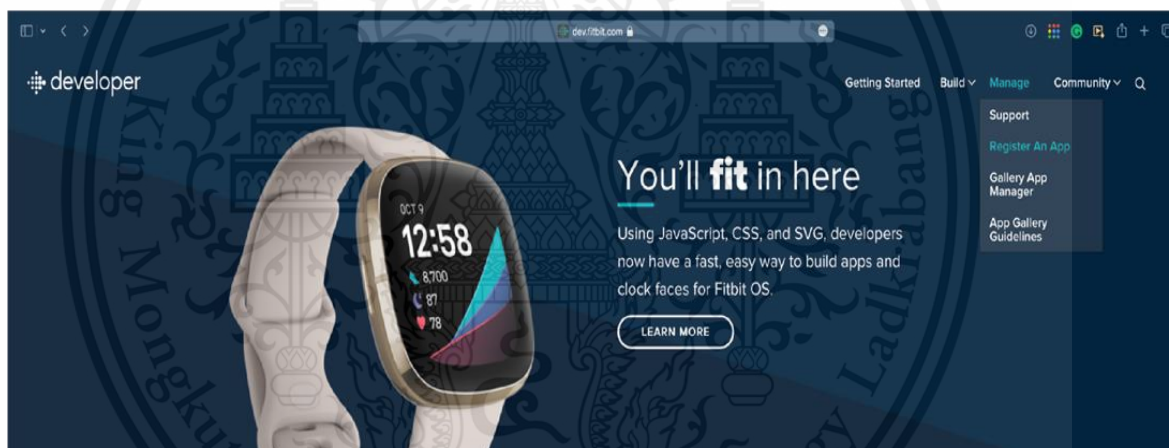 dev.fitbit.com
developer
Getting Started
Build
Manage
Community
Support
Register An App
Gallery App
Manager
App Gallery
Guidelines
OCT 9
12:58
8,700
87
78
You'll fit in here
Using JavaScript, CSS, and SVG, developers
now have a fast, easy way to build apps and
clock faces for Fitbit OS.
LEARN MORE
King
Ladkrabang